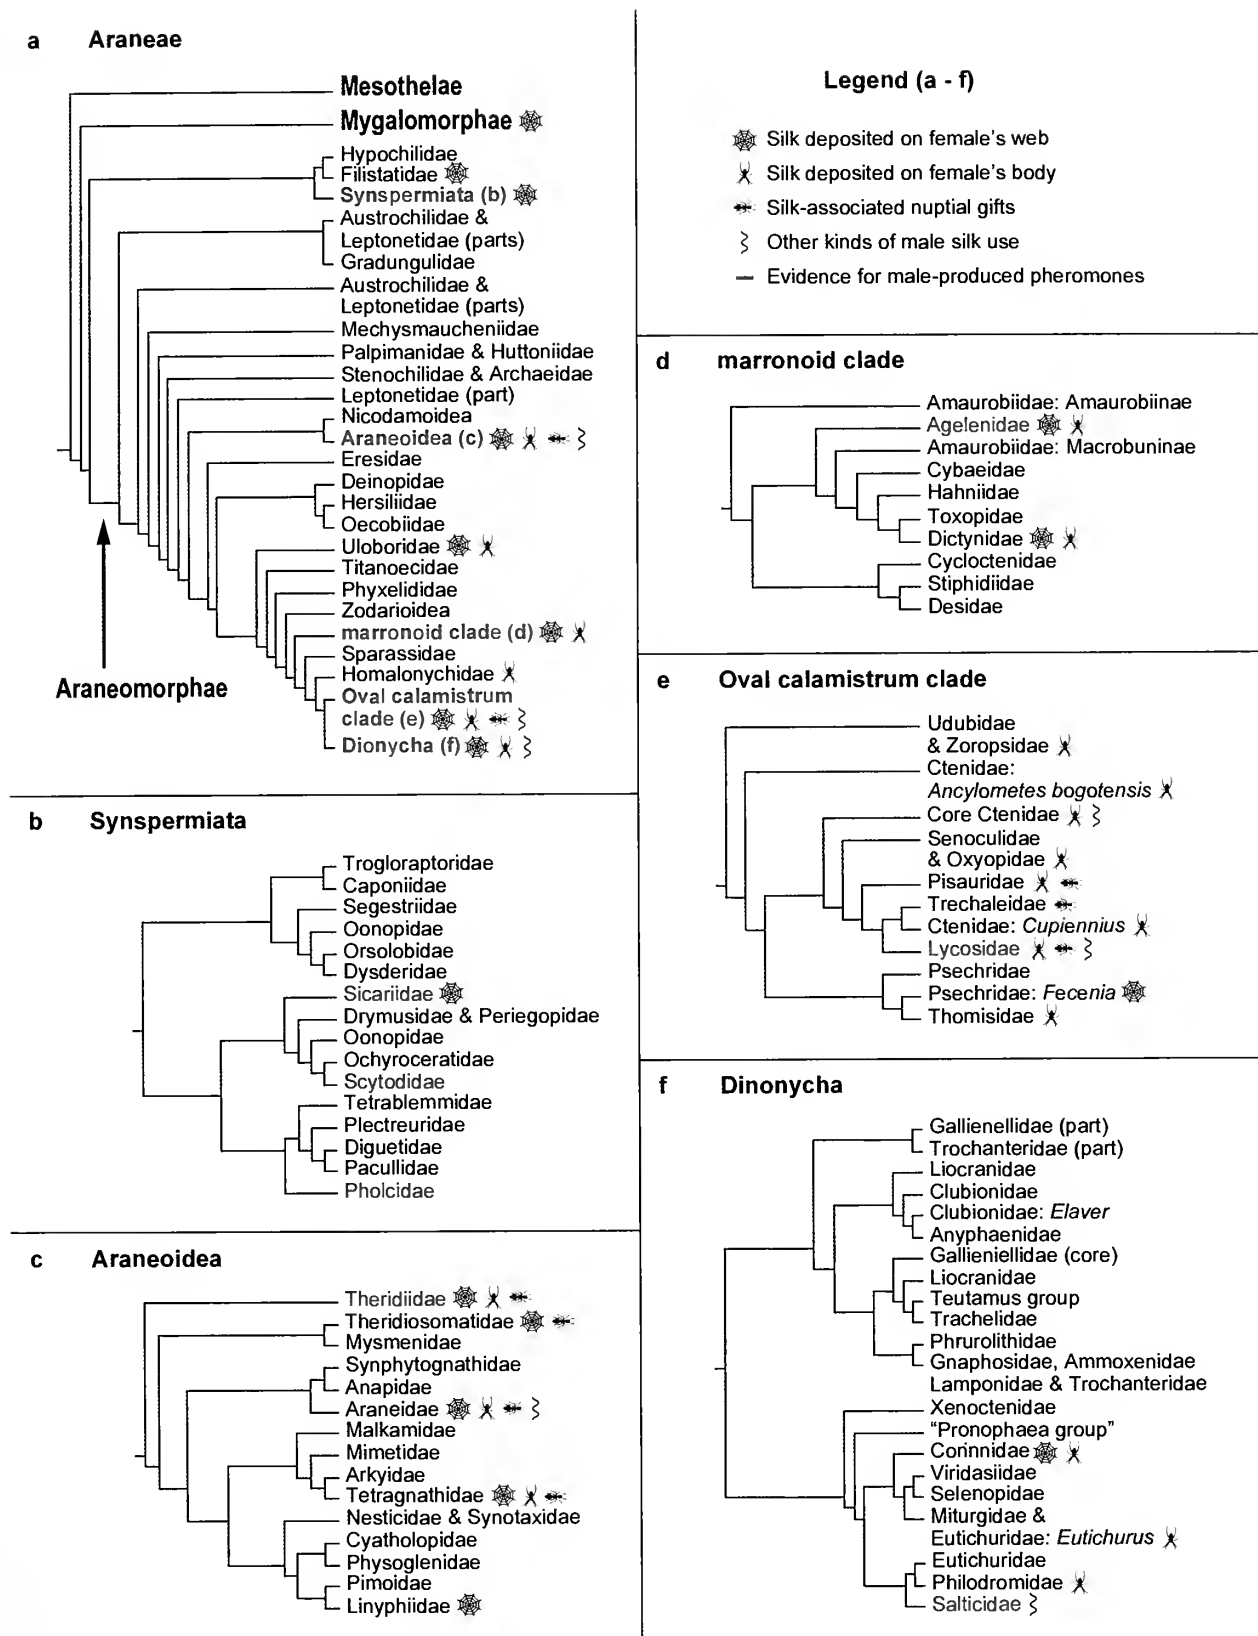 a Araneae
Mesothelae
Mygalomorphae
Hypochilidae
Filistatidae
Synspermiata (b)
Austrochilidae &
Leptonetidae (parts)
Gradungulidae
Austrochilidae &
Leptonetidae (parts)
Mechysmaucheniidae
Palpimanidae & Huttoniidae
Stenochilidae & Archaeidae
Leptonetidae (part)
Nicodamoidea
Araneoidea (c)
Eresidae
Deinopidae
Hersiliidae
Oecobiidae
Uloboridae
Titanoecidae
Phyxelididae
Zodarioidea
marronoid clade (d)
Sparassidae
Homalonychidae
Oval calamistrum
clade (e)
Dionycha (f)
Araneomorphae
b Synspermiata
Trogloraptoridae
Caponiidae
Segestriidae
Oonopidae
Orsolobidae
Dysderidae
Sicariidae
Drymusidae & Periegopidae
Oonopidae
Ochyroceratidae
Scytodidae
Tetrablemmidae
Plectreuridae
Diguetidae
Pacullidae
Pholcidae
c Araneoidea
Theridiidae
Theridiosomatidae
Mysmenidae
Synphytognathidae
Anapidae
Araneidae
Malkamidae
Mimetidae
Arkyidae
Tetragnathidae
Nesticidae & Synotaxidae
Cyatholopidae
Physoglenidae
Pimoidae
Linyphiidae
Legend (a - f)
Silk deposited on female's web
Silk deposited on female's body
Silk-associated nuptial gifts
Other kinds of male silk use
Evidence for male-produced pheromones
d marronoid clade
Amaurobiidae: Amaurobiinae
Agelenidae
Amaurobiidae: Macrobuninae
Cybaeidae
Hahniidae
Toxopidae
Dictynidae
Cycloctenidae
Stiphidiidae
Desidae
e Oval calamistrum clade
Udubidae
& Zoropsidae
Ctenidae:
Ancylometes bogotensis
Core Ctenidae
Senoculidae
& Oxyopidae
Pisauridae
Trechaleidae
Ctenidae: Cupiennius
Lycosidae
Psechridae
Psechridae: Fecenia
Thomisidae
f Dinonycha
Gallienellidae (part)
Trochanteridae (part)
Liocranidae
Clubionidae
Clubionidae: Elaver
Anyphaenidae
Gallieniellidae (core)
Liocranidae
Teutamus group
Trachelidae
Phrurolithidae
Gnaphosidae, Ammoxenidae
Lamponidae & Trochanteridae
Xenoctenidae
"Pronophaea group"
Corinnidae
Viridasiidae
Selenopidae
Miturgidae &
Eutichuridae: Eutichurus
Eutichuridae
Philodromidae
Salticidae